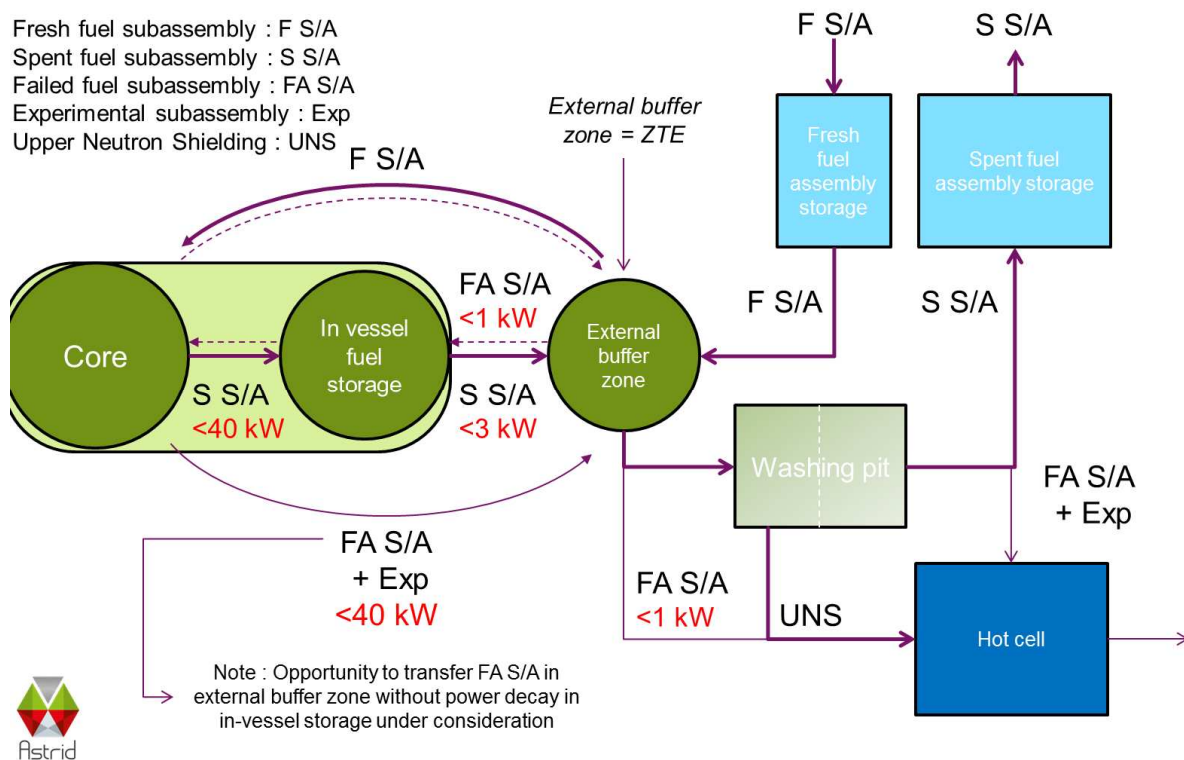 Fresh fuel subassembly : F S/A
Spent fuel subassembly : S S/A
Failed fuel subassembly : FA S/A
Experimental subassembly : Exp
Upper Neutron Shielding : UNS
F S/A
S S/A
External buffer
zone = ZTE
F S/A
Fresh
fuel
assembly
storage
Spent fuel
assembly storage
FA S/A
<1 kW
F S/A
S S/A
Core
In vessel
fuel
storage
External
buffer
zone
S S/A
<40 kW
S S/A
<3 kW
Washing pit
FA S/A
+ Exp
FA S/A
+ Exp
<40 kW
FA S/A
<1 kW
UNS
Hot cell
Note : Opportunity to transfer FA S/A in
external buffer zone without power decay in
in-vessel storage under consideration
Astrid